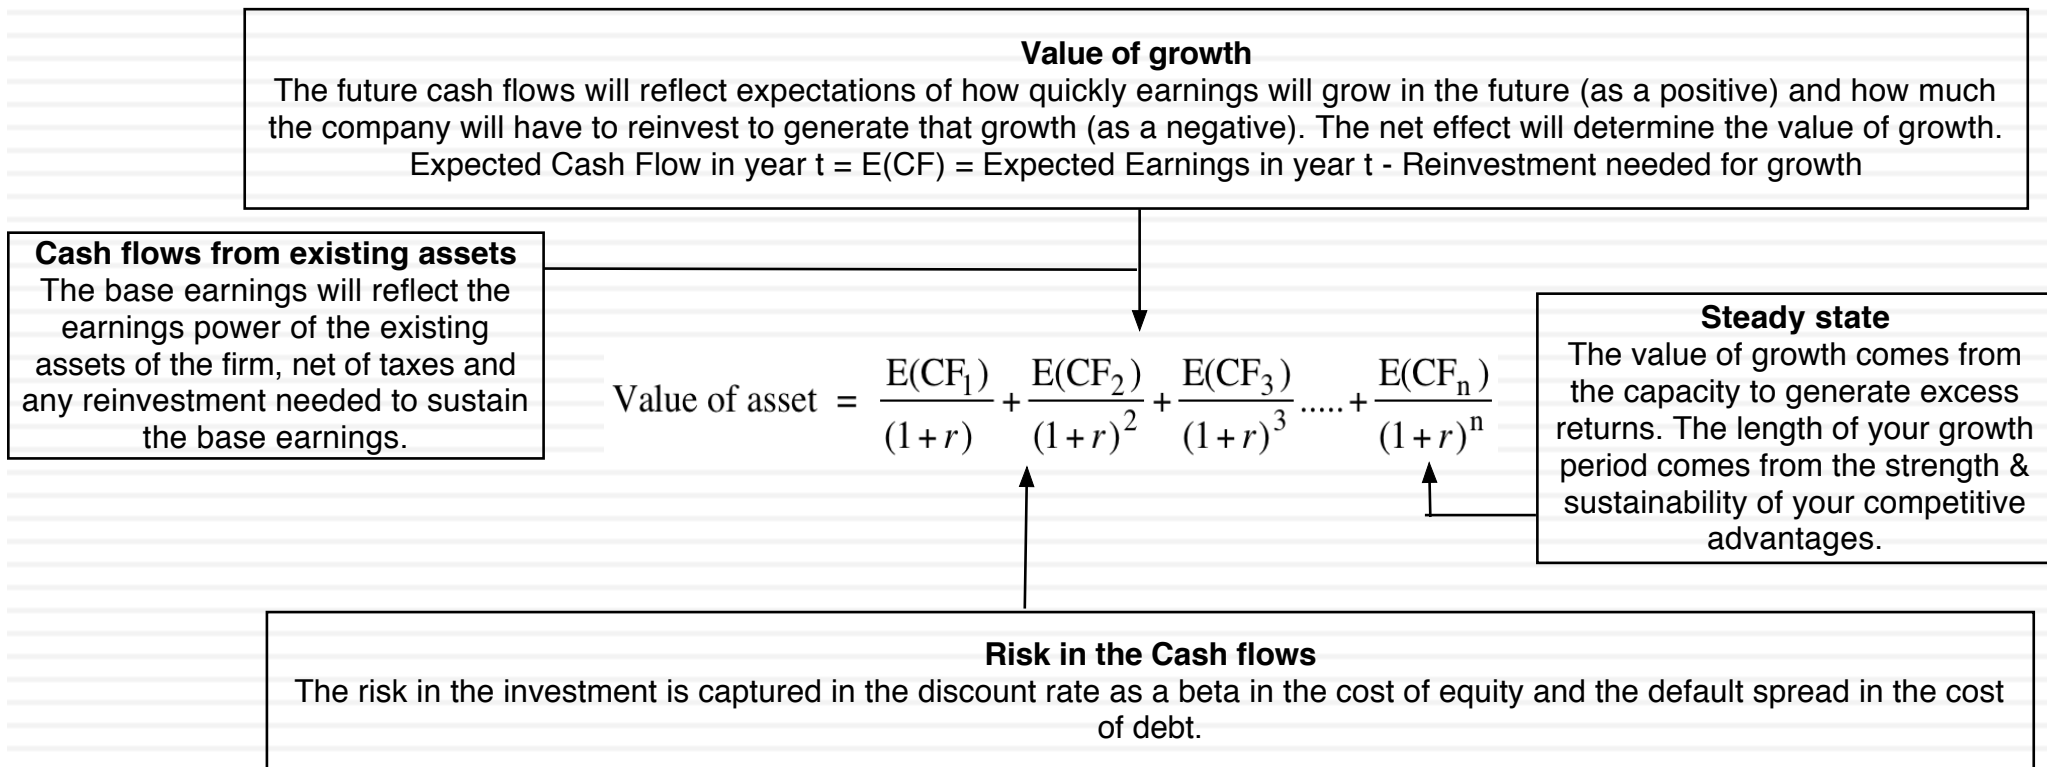 Value of growth
The future cash flows will reflect expectations of how quickly earnings will grow in the future (as a positive) and how much
the company will have to reinvest to generate that growth (as a negative). The net effect will determine the value of growth.
Expected Cash Flow in year t = E(CF) = Expected Earnings in year t - Reinvestment needed for growth
Cash flows from existing assets
The base earnings will reflect the
earnings power of the existing
assets of the firm, net of taxes and
any reinvestment needed to sustain
the base earnings.
Value of asset = E(CF₁)/(1+r) + E(CF₂)/(1+r)² + E(CF₃)/(1+r)³ ..... + E(CFₙ)/(1+r)ⁿ
Steady state
The value of growth comes from
the capacity to generate excess
returns. The length of your growth
period comes from the strength &
sustainability of your competitive
advantages.
Risk in the Cash flows
The risk in the investment is captured in the discount rate as a beta in the cost of equity and the default spread in the cost
of debt.